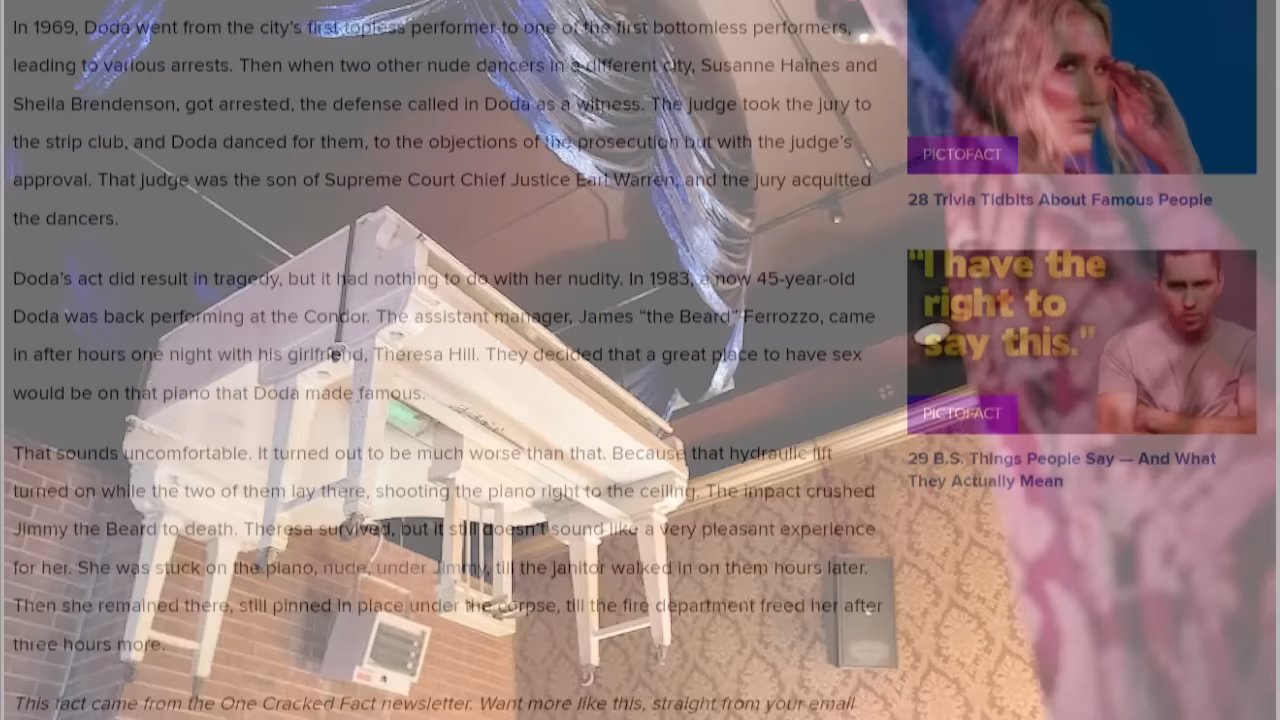 In 1969, Doda went from the city's first topless performer to one of the first bottomless performers,
leading to various arrests. Then when two other nude dancers in a different city, Susanne Haines and
Sheila Brendenson, got arrested, the defense called in Doda as a witness. The judge took the jury to
the strip club, and Doda danced for them, to the objections of the prosecution but with the judge's
approval. That judge was the son of Supreme Court Chief Justice Earl Warren, and the jury acquitted
the dancers.
Doda's act did result in tragedy, but it had nothing to do with her nudity. In 1983, a now 45-year-old
Doda was back performing at the Condor. The assistant manager, James "the Beard" Ferrozzo, came
in after hours one night with his girlfriend, Theresa Hill. They decided that a great place to have sex
would be on that piano that Doda made famous.
That sounds uncomfortable. It turned out to be much worse than that. Because that hydraulic lift
turned on while the two of them lay there, shooting the piano right to the ceiling. The impact crushed
Jimmy the Beard to death. Theresa survived, but it still doesn't sound like a very pleasant experience
for her. She was stuck on the piano, nude, under Jimmy, till the janitor walked in on them hours later.
Then she remained there, still pinned in place under the corpse, till the fire department freed her after
three hours more.
This fact came from the One Cracked Fact newsletter. Want more like this, straight from your email
PICTOFACT
28 Trivia Tidbits About Famous People
"I have the
right to
say this."
PICTOFACT
29 B.S. Things People Say — And What
They Actually Mean